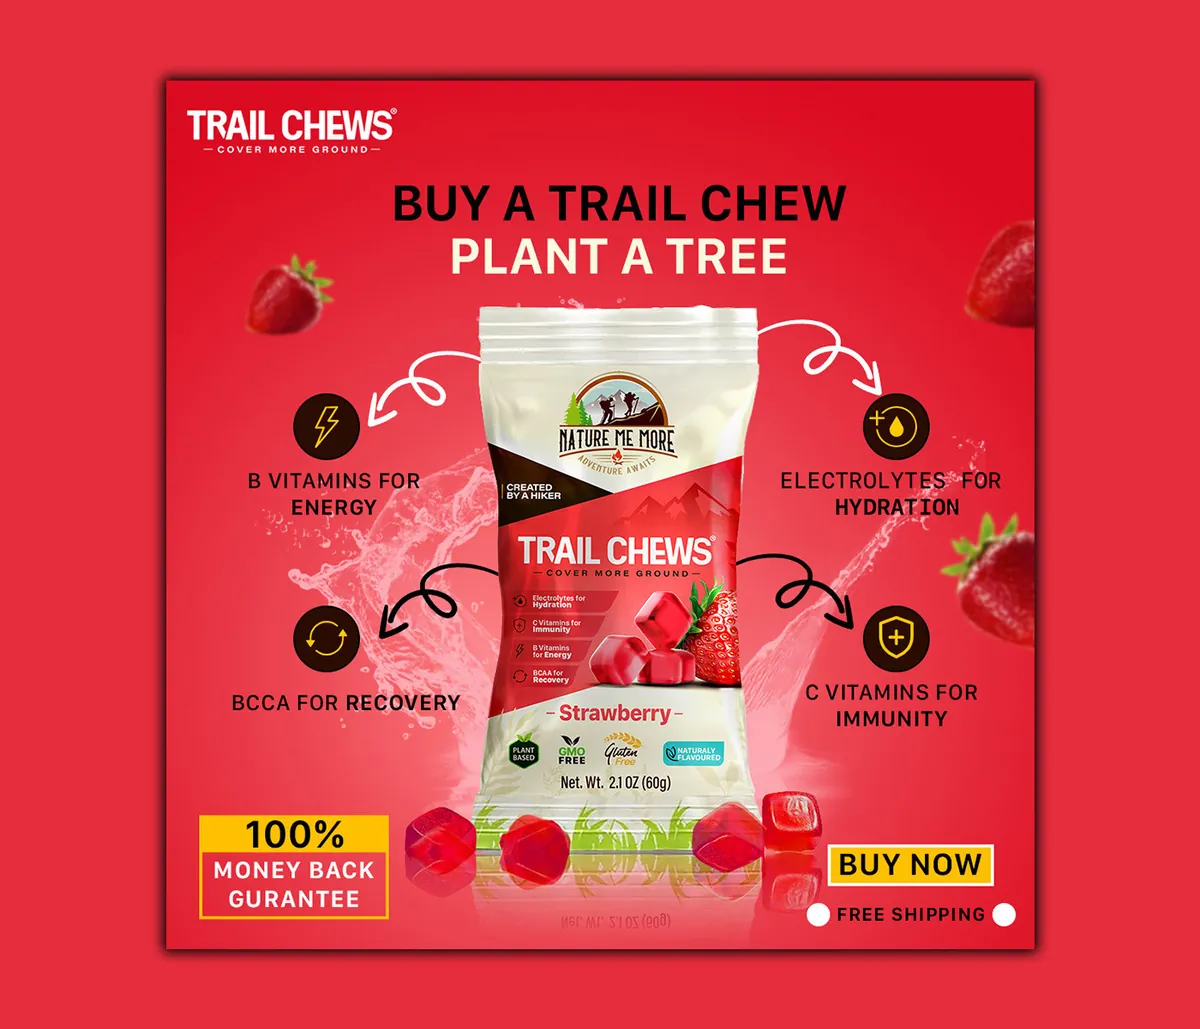 TRAIL CHEWS®
COVER MORE GROUND
BUY A TRAIL CHEW
PLANT A TREE
B VITAMINS FOR
ENERGY
ELECTROLYTES FOR
HYDRATION
BCCA FOR RECOVERY
C VITAMINS FOR
IMMUNITY
NATURE ME MORE
ADVENTURE AWAITS
CREATED
BY A HIKER
TRAIL CHEWS®
COVER MORE GROUND
Electrolytes for
Hydration
C Vitamins for
Immunity
B Vitamins
for Energy
BCAA for
Recovery
- Strawberry -
PLANT
BASED
GMO
FREE
Gluten
Free
NATURALY
FLAVOURED
Net. Wt. 2.1 OZ (60g)
100%
MONEY BACK
GURANTEE
BUY NOW
FREE SHIPPING